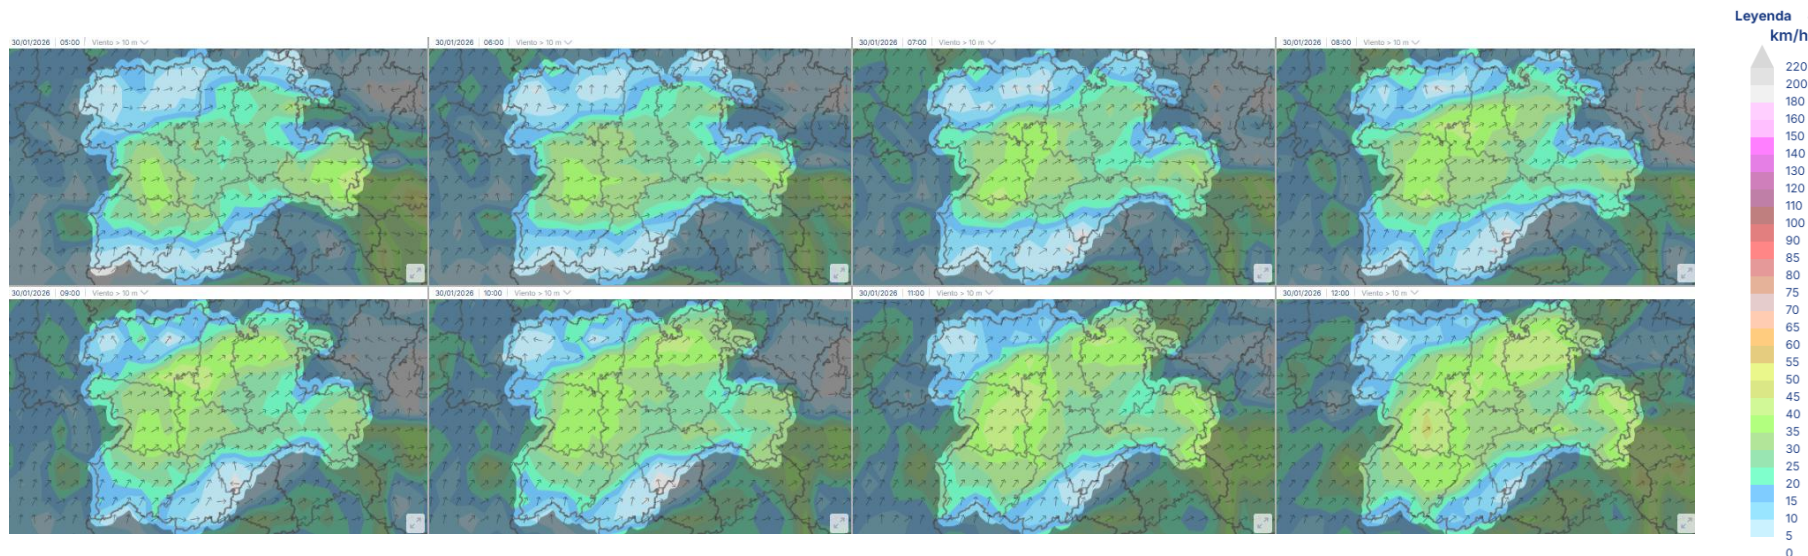 Leyenda
km/h
30/01/2026 05:00 Viento > 10 m
30/01/2026 06:00 Viento > 10 m
30/01/2026 07:00 Viento > 10 m
30/01/2026 08:00 Viento > 10 m
30/01/2026 09:00 Viento > 10 m
30/01/2026 10:00 Viento > 10 m
30/01/2026 11:00 Viento > 10 m
30/01/2026 12:00 Viento > 10 m
220
200
180
160
150
140
130
120
110
100
90
85
80
75
70
65
60
55
50
45
40
35
30
25
20
15
10
5
0